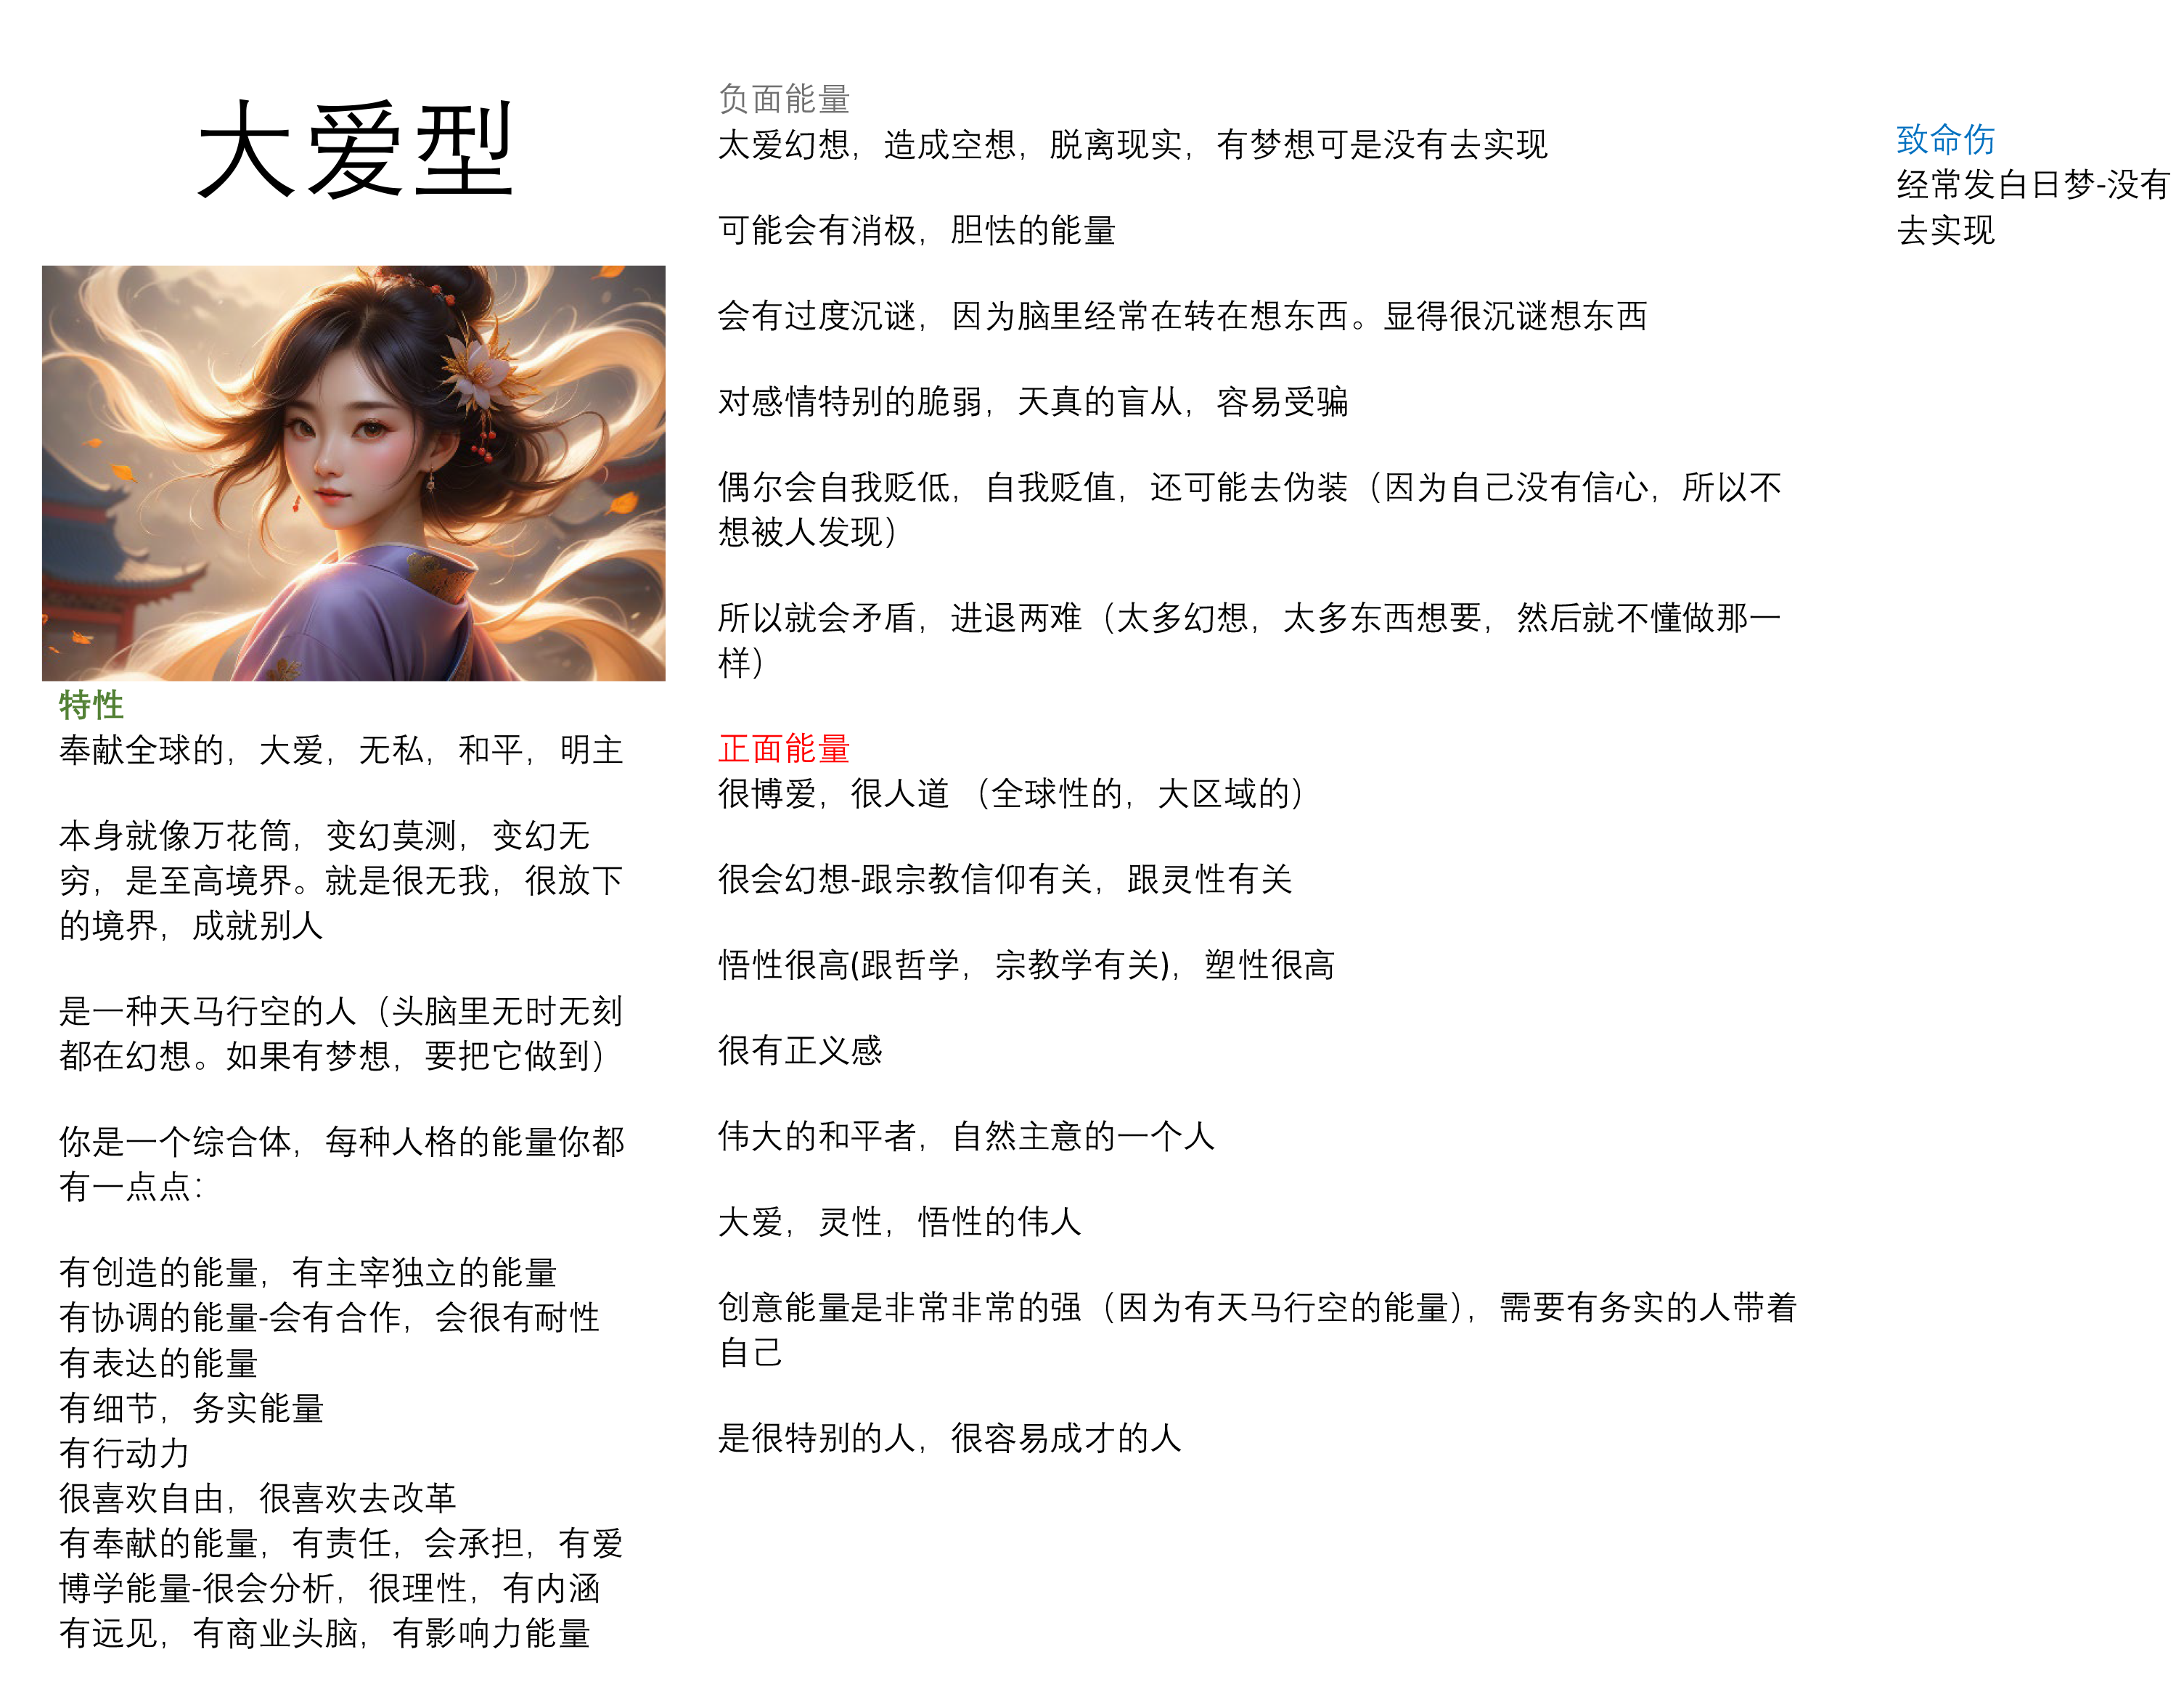 大爱型
特性
奉献全球的，大爱，无私，和平，明主
本身就像万花筒，变幻莫测，变幻无
穷，是至高境界。就是很无我，很放下
的境界，成就别人
是一种天马行空的人（头脑里无时无刻
都在幻想。如果有梦想，要把它做到）
你是一个综合体，每种人格的能量你都
有一点点：
有创造的能量，有主宰独立的能量
有协调的能量-会有合作，会很有耐性
有表达的能量
有细节，务实能量
有行动力
很喜欢自由，很喜欢去改革
有奉献的能量，有责任，会承担，有爱
博学能量-很会分析，很理性，有内涵
有远见，有商业头脑，有影响力能量
负面能量
太爱幻想，造成空想，脱离现实，有梦想可是没有去实现
可能会有消极，胆怯的能量
会有过度沉谜，因为脑里经常在转在想东西。显得很沉谜想东西
对感情特别的脆弱，天真的盲从，容易受骗
偶尔会自我贬低，自我贬值，还可能去伪装（因为自己没有信心，所以不
想被人发现）
所以就会矛盾，进退两难（太多幻想，太多东西想要，然后就不懂做那一
样）
正面能量
很博爱，很人道 （全球性的，大区域的）
很会幻想-跟宗教信仰有关，跟灵性有关
悟性很高(跟哲学，宗教学有关)，塑性很高
很有正义感
伟大的和平者，自然主意的一个人
大爱，灵性，悟性的伟人
创意能量是非常非常的强（因为有天马行空的能量），需要有务实的人带着
自己
是很特别的人，很容易成才的人
致命伤
经常发白日梦-没有
去实现